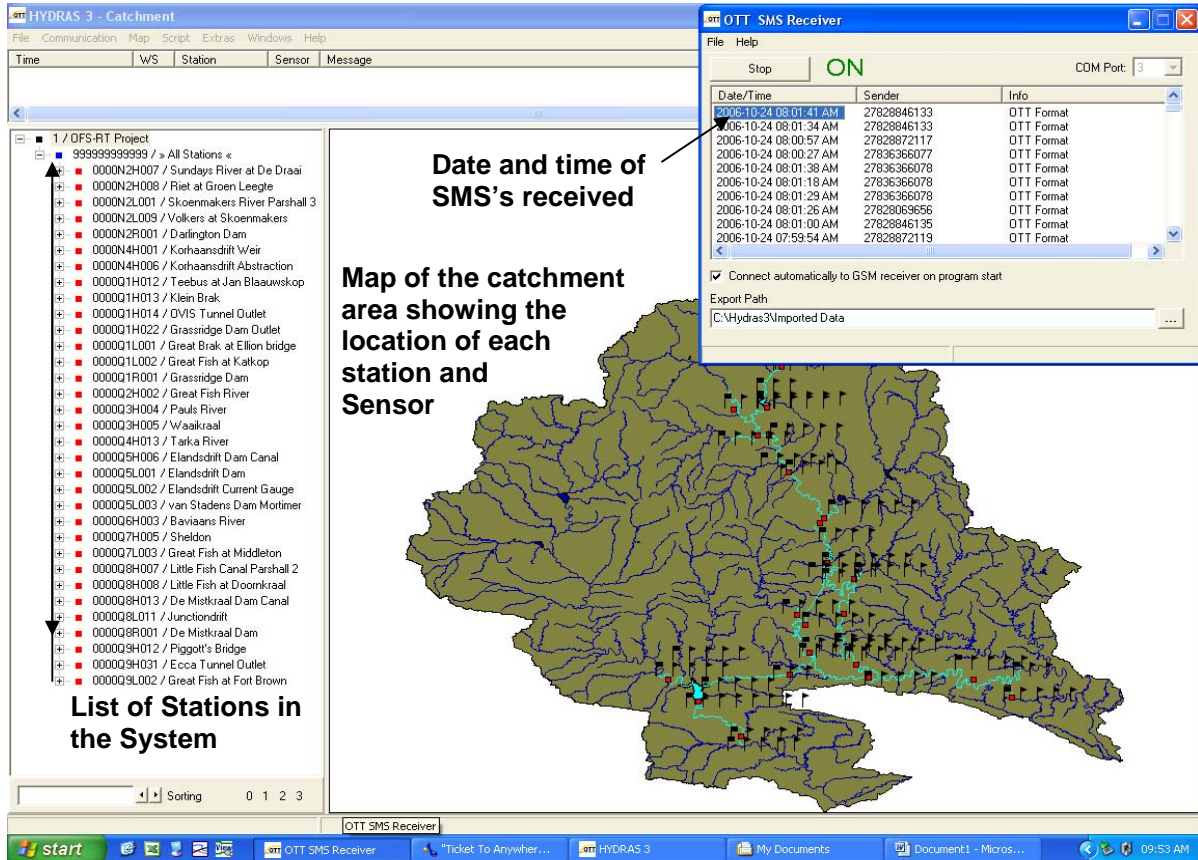 HYDRAS 3 - Catchment
File Communication Map Script Extras Windows Help
Time WS Station Sensor Message
1 / OFS-RT Project
999999999999 / » All Stations «
0000N2H007 / Sundays River at De Draai
0000N2H008 / Riet at Groen Leegte
0000N2L001 / Skoenmakers River Parshall 3
0000N2L009 / Volkers at Skoenmakers
0000N2R001 / Darlington Dam
0000N4H001 / Korhaansdrift Weir
0000N4H006 / Korhaansdrift Abstraction
0000Q1H012 / Teebus at Jan Blaauwskop
0000Q1H013 / Klein Brak
0000Q1H014 / OVIS Tunnel Outlet
0000Q1H022 / Grassridge Dam Outlet
0000Q1L001 / Great Brak at Ellion bridge
0000Q1L002 / Great Fish at Katkop
0000Q1R001 / Grassridge Dam
0000Q2H002 / Great Fish River
0000Q3H004 / Pauls River
0000Q3H005 / Waaikraal
0000Q4H013 / Tarka River
0000Q5H006 / Elandsdrift Dam Canal
0000Q5L001 / Elandsdrift Dam
0000Q5L002 / Elandsdrift Current Gauge
0000Q5L003 / van Stadens Dam Mortimer
0000Q6H003 / Baviaans River
0000Q7H005 / Sheldon
0000Q7L003 / Great Fish at Middleton
0000Q8H007 / Little Fish Canal Parshall 2
0000Q8H008 / Little Fish at Doornkraal
0000Q8H013 / De Mistkraal Dam Canal
0000Q8L011 / Junctiondrift
0000Q8R001 / De Mistkraal Dam
0000Q9H012 / Piggott's Bridge
0000Q9H031 / Ecca Tunnel Outlet
0000Q9L002 / Great Fish at Fort Brown
List of Stations in
the System
Sorting 0 1 2 3
Date and time of
SMS's received
Map of the catchment
area showing the
location of each
station and
Sensor
OTT SMS Receiver
File Help
Stop ON COM Port: 3
Date/Time Sender Info
2006-10-24 08:01:41 AM 27828846133 OTT Format
2006-10-24 08:01:34 AM 27828846133 OTT Format
2006-10-24 08:00:57 AM 27828872117 OTT Format
2006-10-24 08:00:27 AM 27836366077 OTT Format
2006-10-24 08:01:38 AM 27836366078 OTT Format
2006-10-24 08:01:18 AM 27836366078 OTT Format
2006-10-24 08:01:29 AM 27836366078 OTT Format
2006-10-24 08:01:26 AM 27828069656 OTT Format
2006-10-24 08:01:00 AM 27828846135 OTT Format
2006-10-24 07:59:54 AM 27828872119 OTT Format
Connect automatically to GSM receiver on program start
Export Path
C:\Hydras3\Imported Data
...
OTT SMS Receiver
start OTT SMS Receiver "Ticket To Anywher... HYDRAS 3 My Documents Document1 - Micros... 09:53 AM